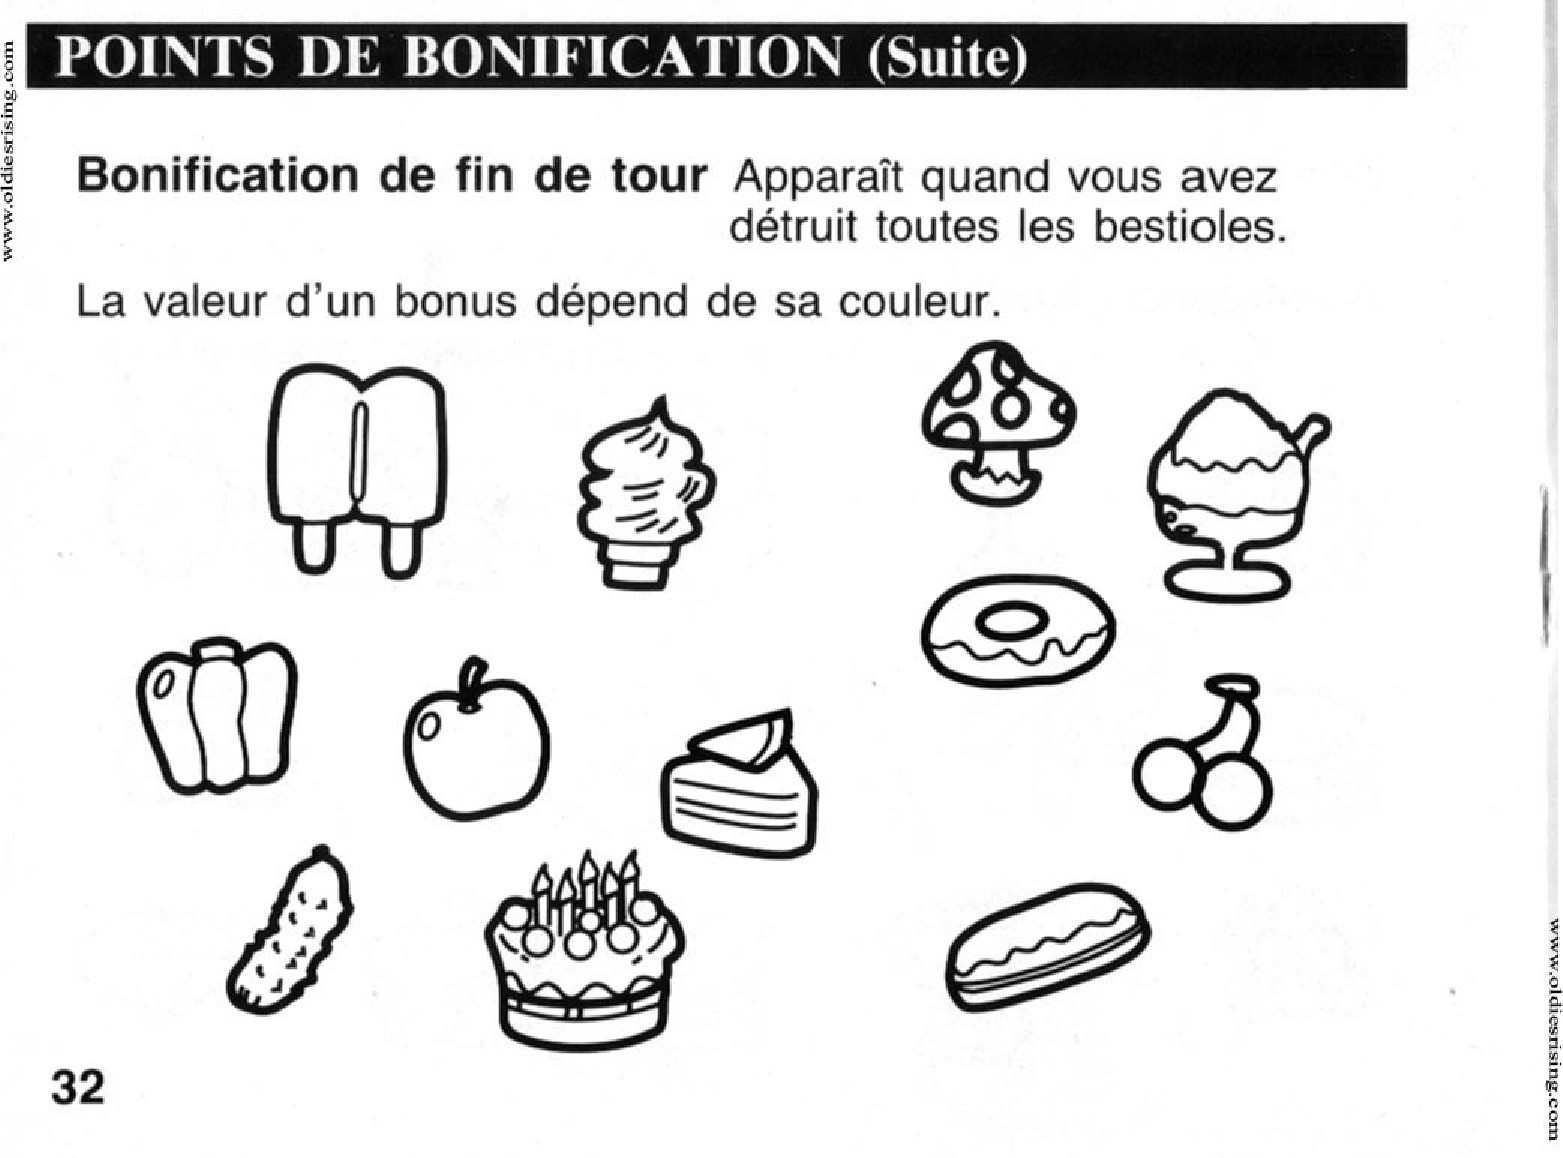 POINTS DE BONIFICATION (Suite)
Bonification de fin de tour Apparaît quand vous avez
détruit toutes les bestioles.
La valeur d'un bonus dépend de sa couleur.
32
www.oldiesrising.com
www.oldiesrising.com